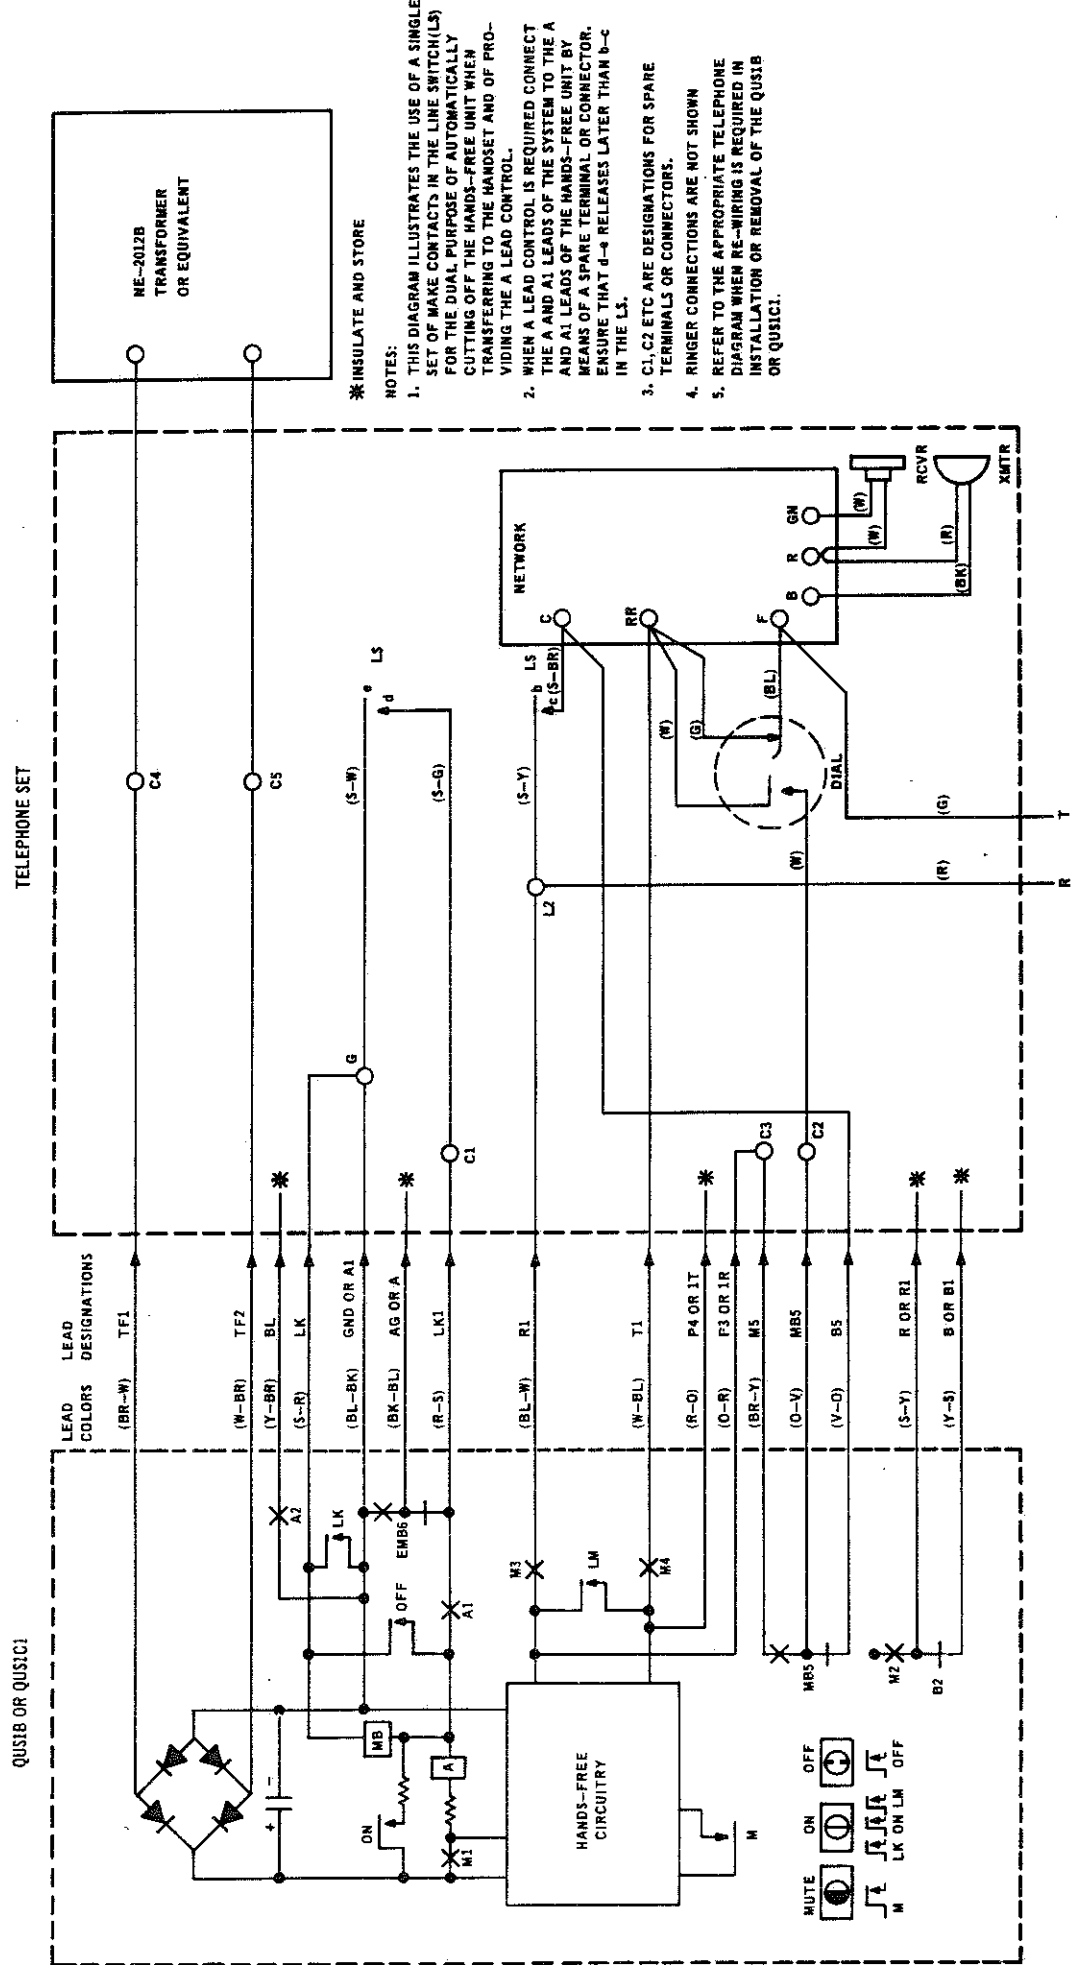 QUS1B OR QUS1C1
TELEPHONE SET
LEAD COLORS
LEAD DESIGNATIONS
(BR-W) TF1
(W-BR) TF2
(Y-BR) BL
(S-R) LK
(BL-BK) GND OR A1
(BK-BL) AG OR A
(R-S) LK1
(BL-W) R1
(W-BL) T1
(R-O) P4 OR 1T
(O-R) F3 OR 1R
(BR-Y) M5
(O-V) MB5
(V-O) B5
(S-Y) R OR R1
(Y-S) B OR B1
+
-
A2
LK
EMB6
OFF
A1
MB
A
ON
M1
M3
LM
M4
HANDS-FREE
CIRCUITRY
M
MB5
M2
B2
MUTE
ON
OFF
M
LK ON LM
OFF
C4
C5
G
C1
(S-W)
e
LS
d
(S-G)
L2
(S-Y)
b
LS
c (S-BR)
C3
C2
(W)
(W)
(G)
(BL)
DIAL
(R)
(G)
R
T
NETWORK
C
RR
F
B
R
GN
(W)
(W)
(R)
(BK)
RCVR
XMTR
NE-2012B
TRANSFORMER
OR EQUIVALENT
* INSULATE AND STORE
NOTES:
1. THIS DIAGRAM ILLUSTRATES THE USE OF A SINGLE
SET OF MAKE CONTACTS IN THE LINE SWITCH(LS)
FOR THE DUAL PURPOSE OF AUTOMATICALLY
CUTTING OFF THE HANDS-FREE UNIT WHEN
TRANSFERRING TO THE HANDSET AND OF PRO-
VIDING THE A LEAD CONTROL.
2. WHEN A LEAD CONTROL IS REQUIRED CONNECT
THE A AND A1 LEADS OF THE SYSTEM TO THE A
AND A1 LEADS OF THE HANDS-FREE UNIT BY
MEANS OF A SPARE TERMINAL OR CONNECTOR.
ENSURE THAT d-e RELEASES LATER THAN b-c
IN THE LS.
3. C1, C2 ETC ARE DESIGNATIONS FOR SPARE
TERMINALS OR CONNECTORS.
4. RINGER CONNECTIONS ARE NOT SHOWN
5. REFER TO THE APPROPRIATE TELEPHONE
DIAGRAM WHEN RE-WIRING IS REQUIRED IN
INSTALLATION OR REMOVAL OF THE QUS1B
OR QUS1C1.